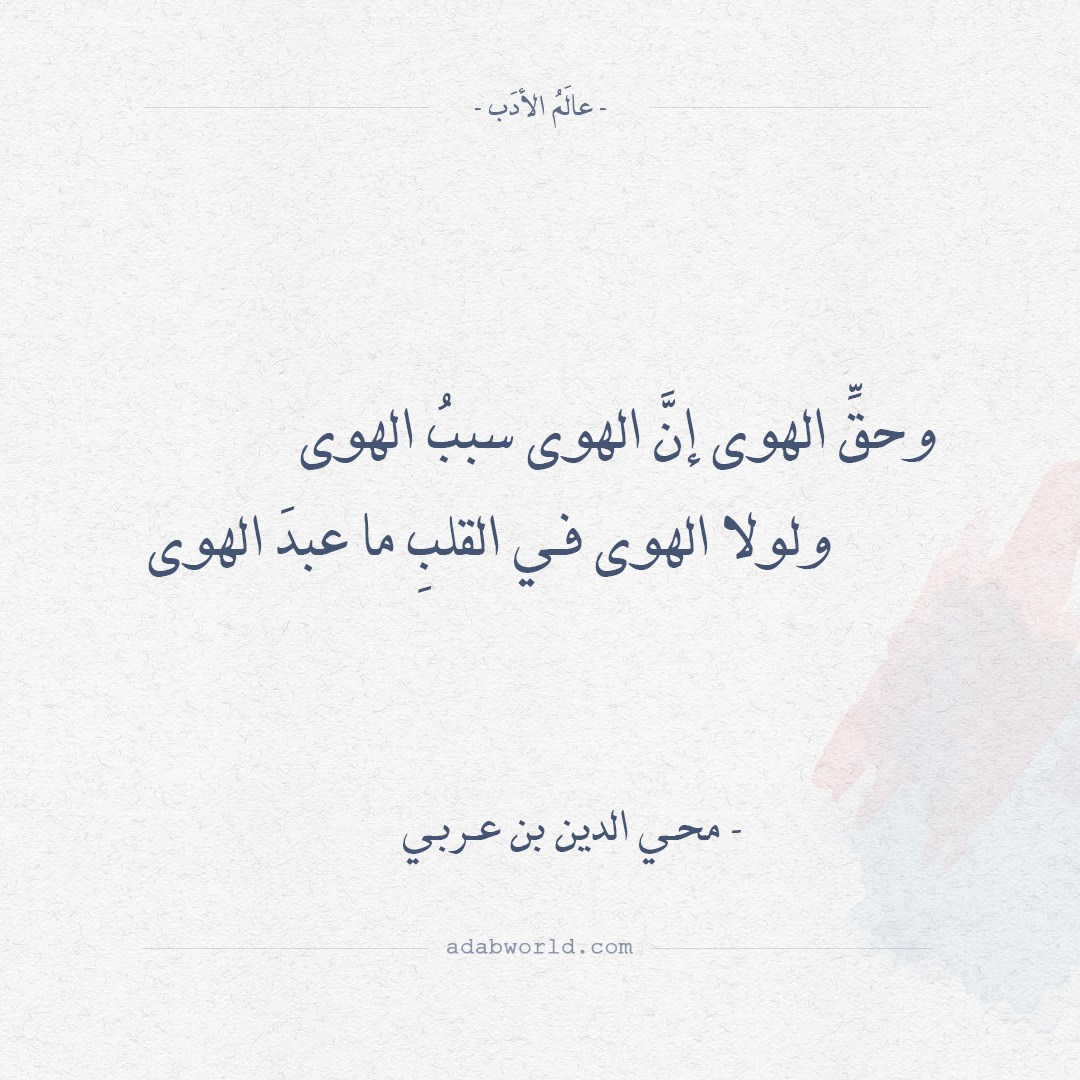 - عالَمُ الأدَب -
وحقِّ الهوى إنَّ الهوى سببُ الهوى
ولولا الهوى في القلبِ ما عبدَ الهوى
- محي الدين بن عربي
adabworld.com